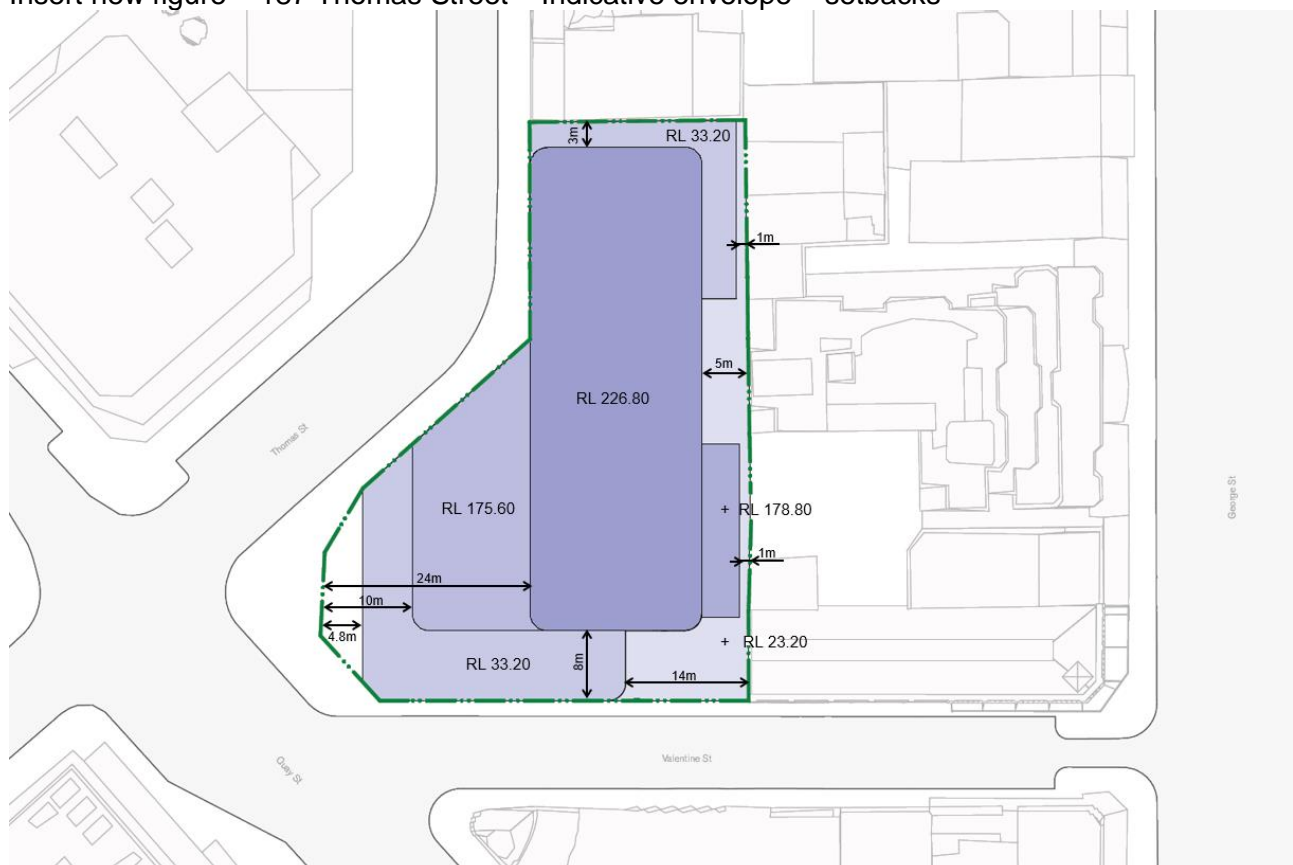 Insert new figure – 187 Thomas Street – indicative envelope – setbacks
3m
RL 33.20
1m
5m
RL 226.80
Thomas St
George St
RL 175.60
RL 178.80
1m
24m
10m
4.8m
RL 23.20
RL 33.20
8m
14m
Valentine St
Quay St